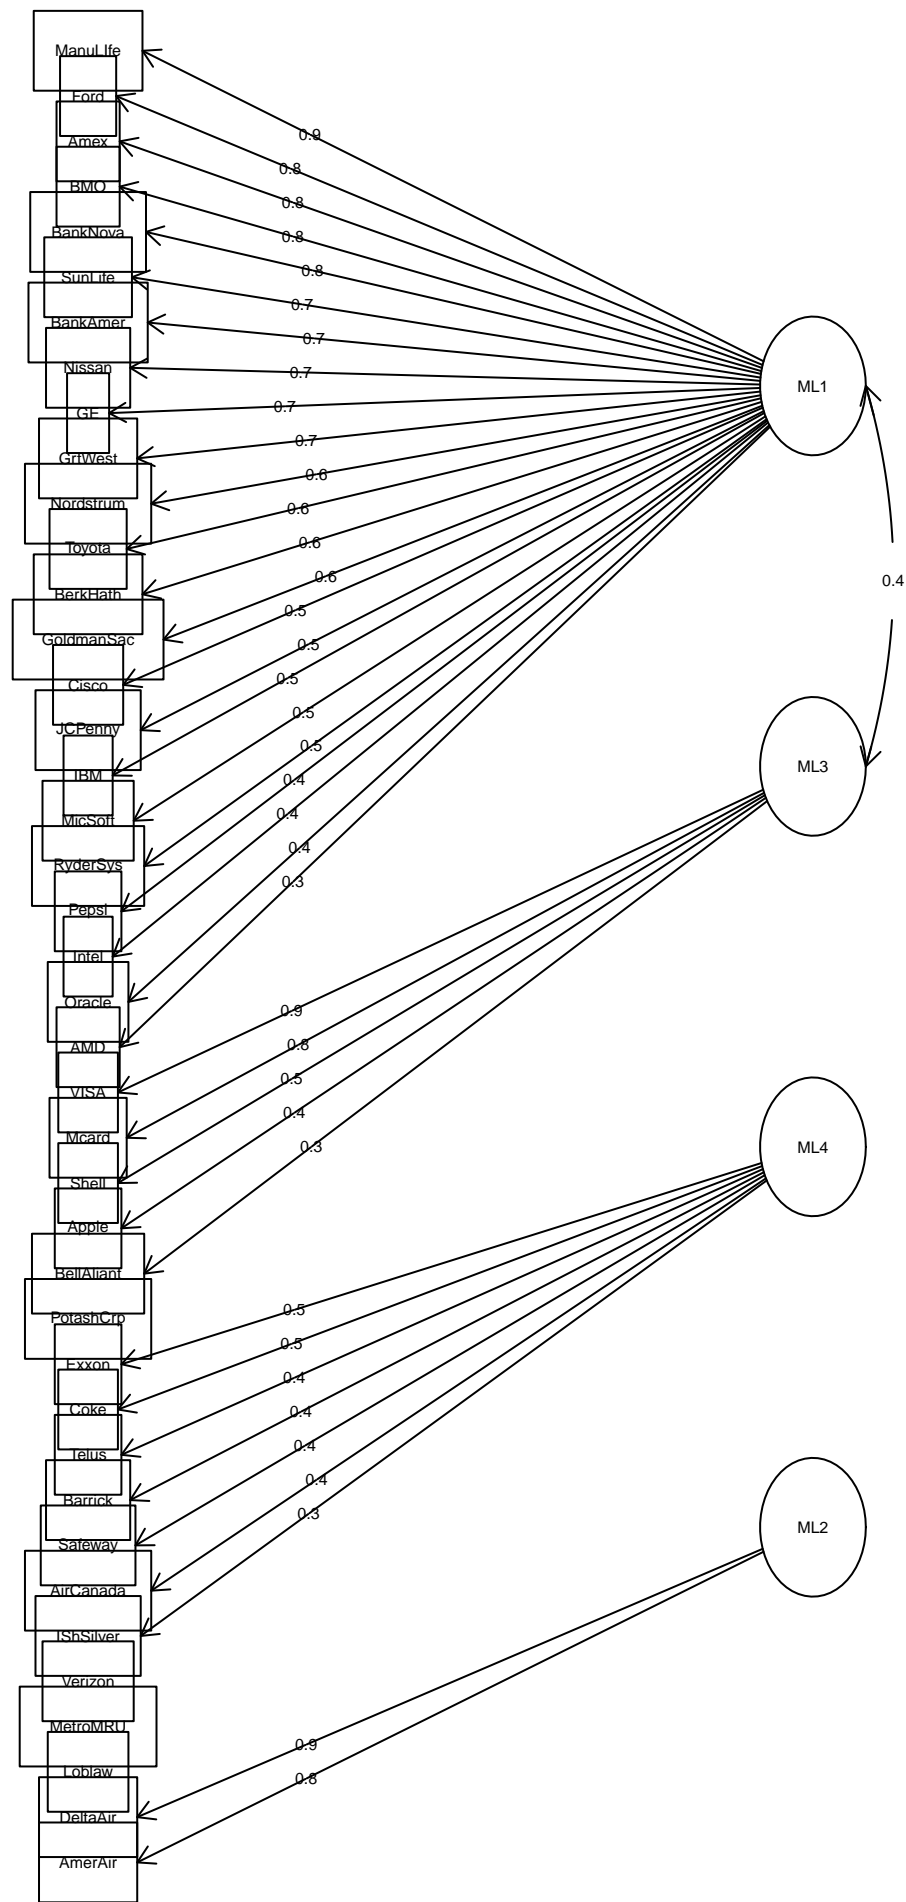 ManuLIfe
Ford
Amex
BMO
BankNova
SunLife
BankAmer
Nissan
GE
GrtWest
Nordstrum
Toyota
BerkHath
GoldmanSac
Cisco
JCPenny
IBM
MicSoft
RyderSys
Pepsi
Intel
Oracle
AMD
VISA
Mcard
Shell
Apple
BellAliant
PotashCrp
Exxon
Coke
Telus
Barrick
Safeway
AirCanada
IShSilver
Verizon
MetroMRU
Loblaw
DeltaAir
AmerAir
0.9
0.8
0.8
0.8
0.8
0.7
0.7
0.7
0.7
0.7
0.6
0.6
0.6
0.6
0.5
0.5
0.5
0.5
0.5
0.4
0.4
0.4
0.3
0.9
0.8
0.5
0.4
0.3
0.5
0.5
0.4
0.4
0.4
0.4
0.3
0.9
0.8
ML1
ML3
ML4
ML2
0.4